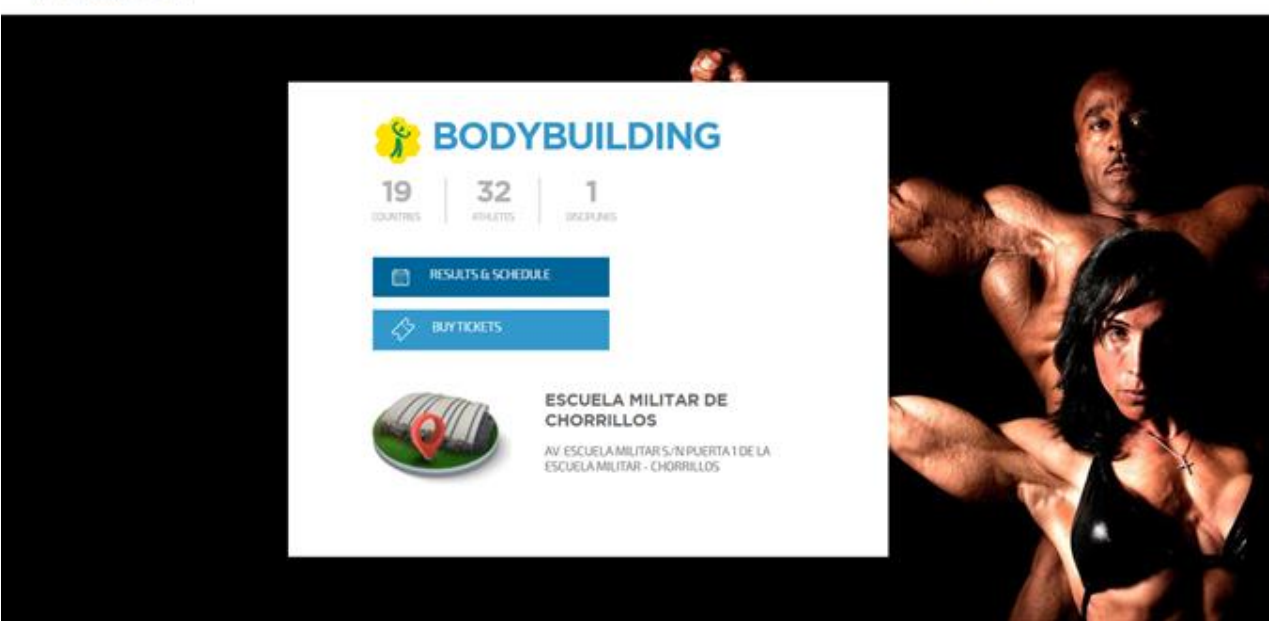 BODYBUILDING
19
32
1
COUNTRIES
ATHLETES
DISCIPLINES
RESULTS & SCHEDULE
BUY TICKETS
ESCUELA MILITAR DE
CHORRILLOS
AV. ESCUELA MILITAR S/N PUERTA 1 DE LA
ESCUELA MILITAR - CHORRILLOS